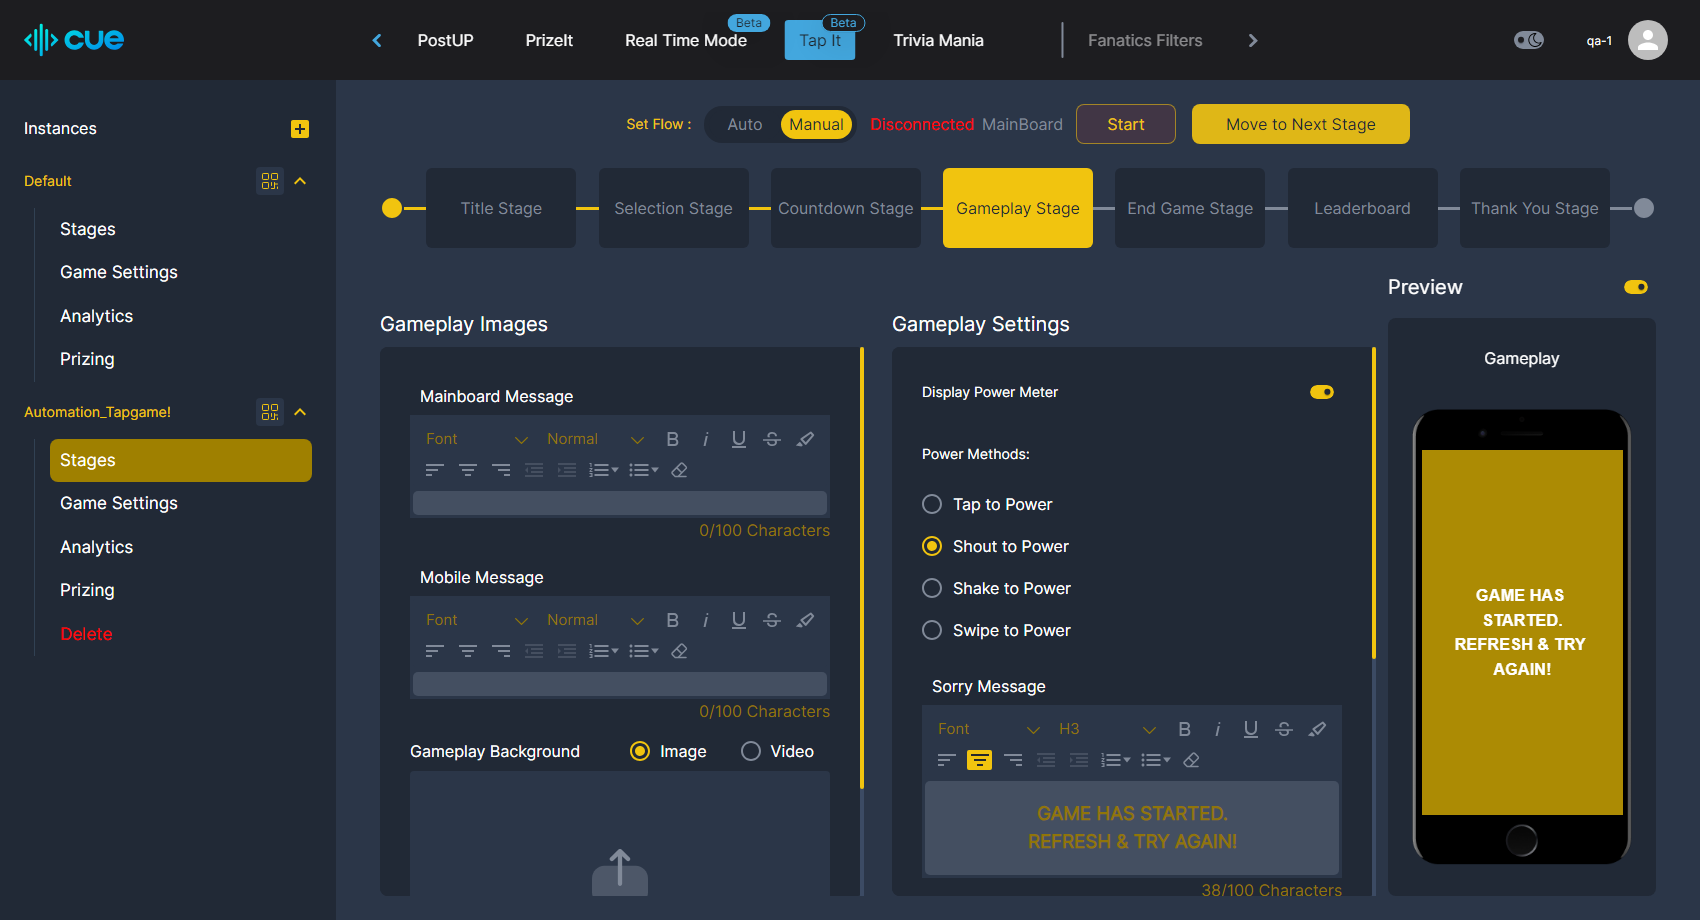 cue
PostUP
PrizeIt
Real Time Mode
Beta
Tap It
Beta
Trivia Mania
Fanatics Filters
qa-1
Instances
Default
Stages
Game Settings
Analytics
Prizing
Automation_Tapgame!
Stages
Game Settings
Analytics
Prizing
Delete
Set Flow :
Auto
Manual
Disconnected MainBoard
Start
Move to Next Stage
Title Stage
Selection Stage
Countdown Stage
Gameplay Stage
End Game Stage
Leaderboard
Thank You Stage
Gameplay Images
Mainboard Message
Font
Normal
B i U S
0/100 Characters
Mobile Message
Font
Normal
B i U S
0/100 Characters
Gameplay Background
Image
Video
Gameplay Settings
Display Power Meter
Power Methods:
Tap to Power
Shout to Power
Shake to Power
Swipe to Power
Sorry Message
Font
H3
B i U S
GAME HAS STARTED.
REFRESH & TRY AGAIN!
38/100 Characters
Preview
Gameplay
GAME HAS
STARTED.
REFRESH & TRY
AGAIN!